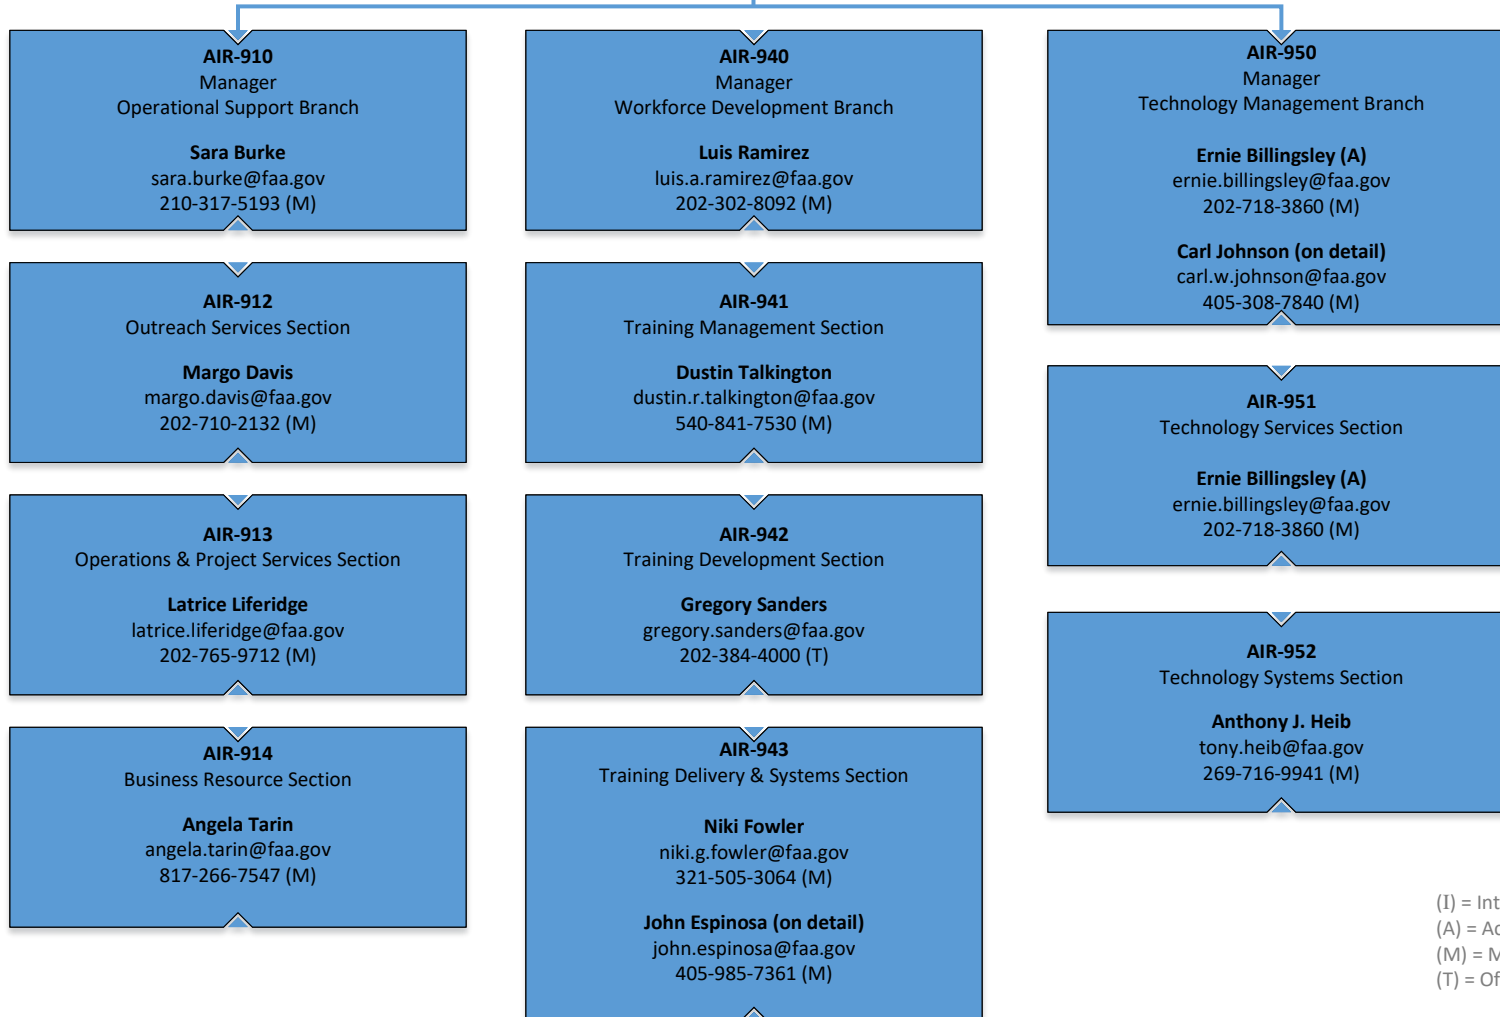 AIR-910
Manager
Operational Support Branch
Sara Burke
sara.burke@faa.gov
210-317-5193 (M)
AIR-912
Outreach Services Section
Margo Davis
margo.davis@faa.gov
202-710-2132 (M)
AIR-913
Operations & Project Services Section
Latrice Liferidge
latrice.liferidge@faa.gov
202-765-9712 (M)
AIR-914
Business Resource Section
Angela Tarin
angela.tarin@faa.gov
817-266-7547 (M)
AIR-940
Manager
Workforce Development Branch
Luis Ramirez
luis.a.ramirez@faa.gov
202-302-8092 (M)
AIR-941
Training Management Section
Dustin Talkington
dustin.r.talkington@faa.gov
540-841-7530 (M)
AIR-942
Training Development Section
Gregory Sanders
gregory.sanders@faa.gov
202-384-4000 (T)
AIR-943
Training Delivery & Systems Section
Niki Fowler
niki.g.fowler@faa.gov
321-505-3064 (M)
John Espinosa (on detail)
john.espinosa@faa.gov
405-985-7361 (M)
AIR-950
Manager
Technology Management Branch
Ernie Billingsley (A)
ernie.billingsley@faa.gov
202-718-3860 (M)
Carl Johnson (on detail)
carl.w.johnson@faa.gov
405-308-7840 (M)
AIR-951
Technology Services Section
Ernie Billingsley (A)
ernie.billingsley@faa.gov
202-718-3860 (M)
AIR-952
Technology Systems Section
Anthony J. Heib
tony.heib@faa.gov
269-716-9941 (M)
(I) = Int
(A) =
(M) =
(T) = Of